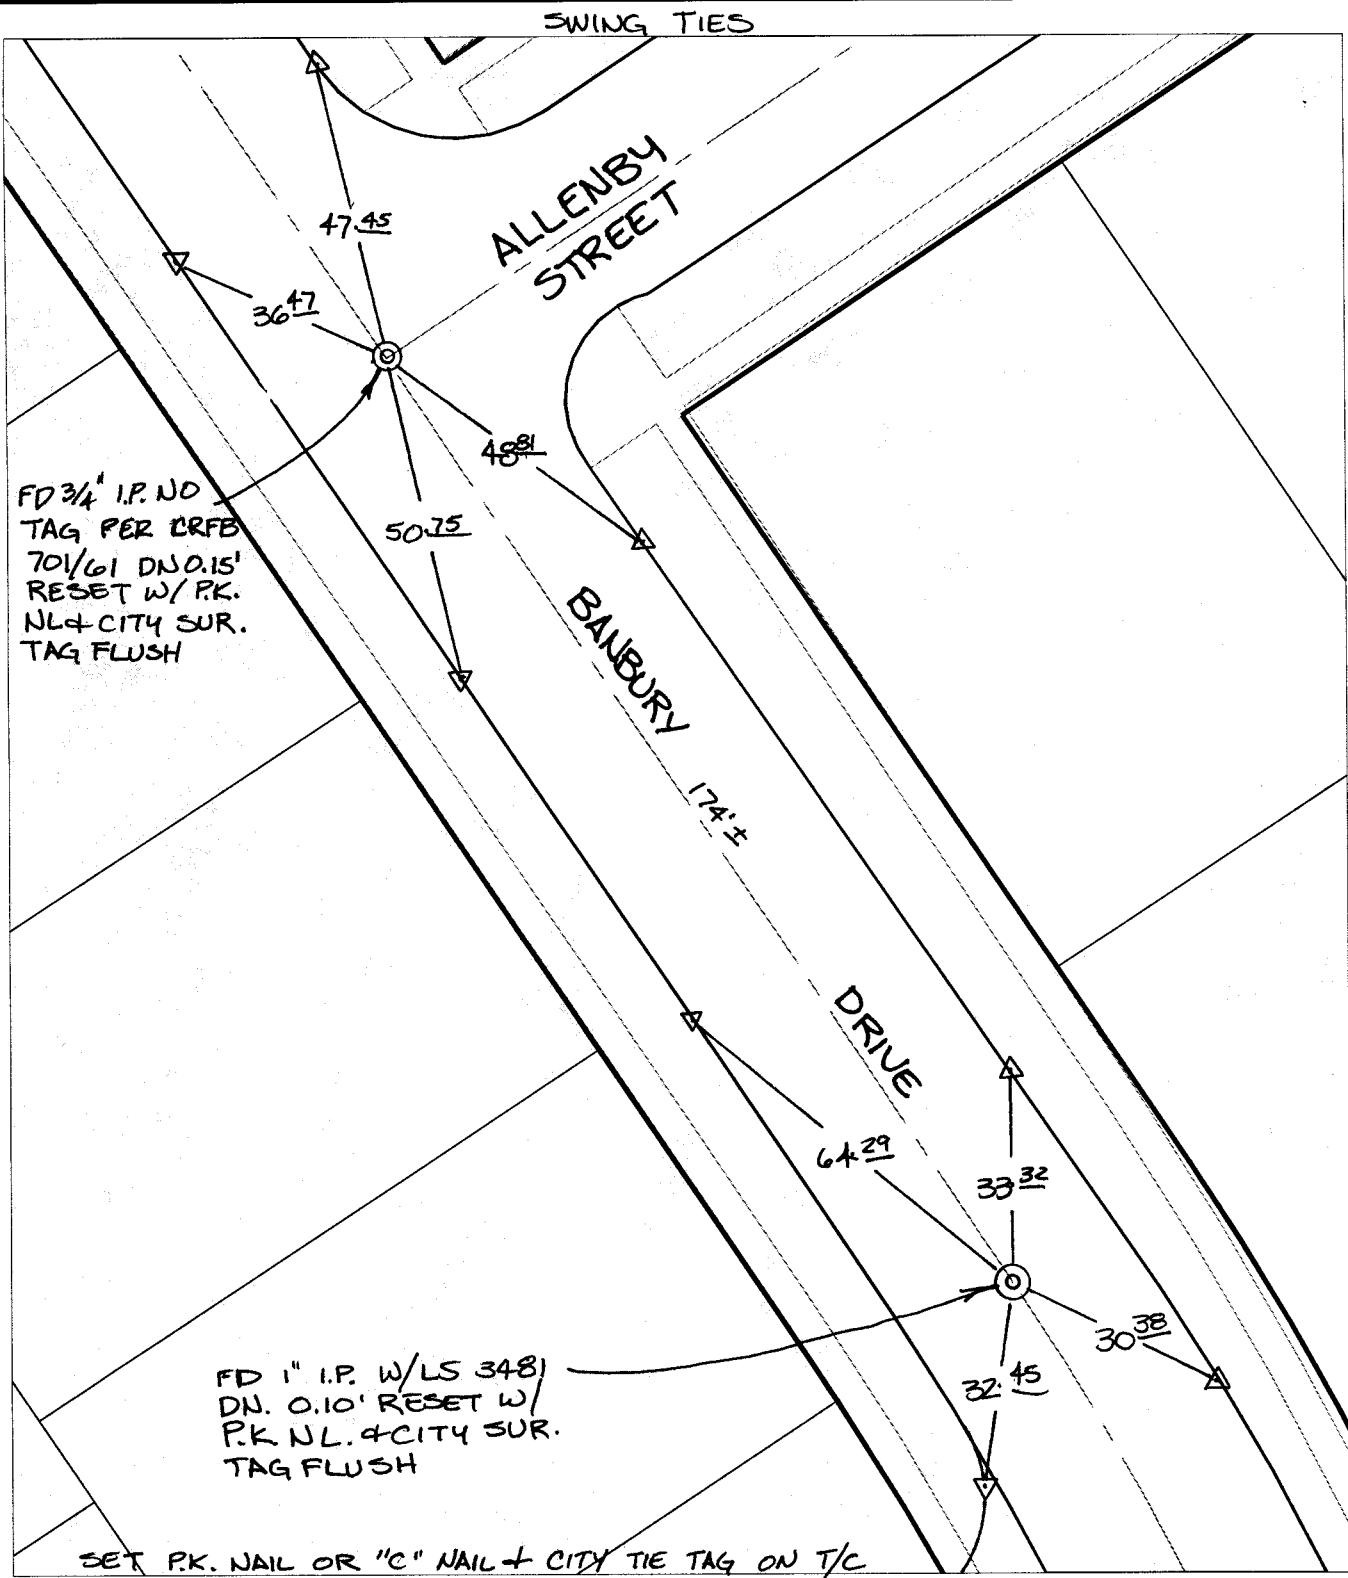 SWING TIES
47.45
ALLENBY
STREET
36 47
48 81
FD 3/4" I.P. NO
TAG PER CRFB
701/61 DN 0.15'
RESET W/ P.K.
NL & CITY SUR.
TAG FLUSH
50.75
BANBURY
174'±
DRIVE
64.29
33.32
30 38
32.45
FD 1" I.P. W/LS 3481
DN. 0.10' RESET W/
P.K. NL. & CITY SUR.
TAG FLUSH
SET P.K. NAIL OR "C" NAIL & CITY TIE TAG ON T/C